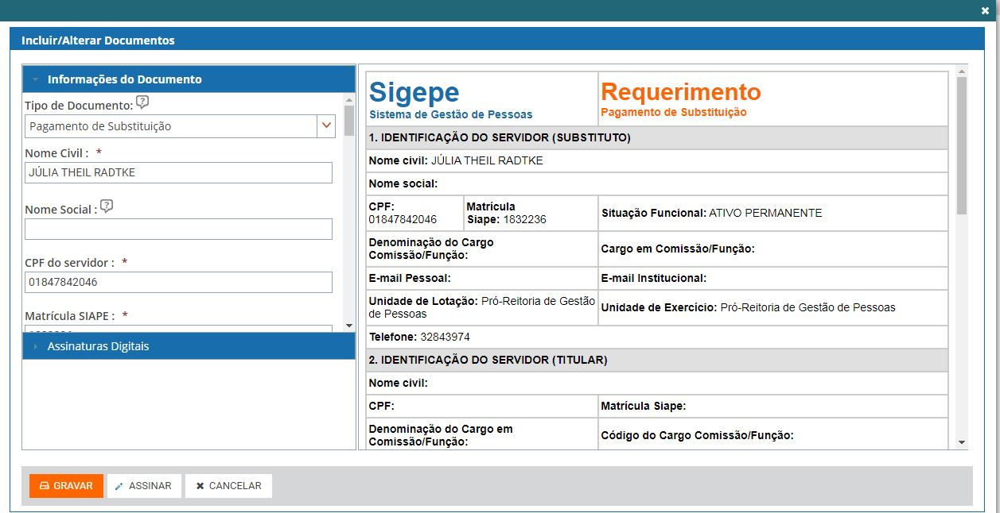 Incluir/Alterar Documentos
Informações do Documento
Tipo de Documento:
Pagamento de Substituição
Nome Civil : *
JÚLIA THEIL RADTKE
Nome Social :
CPF do servidor : *
01847842046
Matrícula SIAPE : *
Assinaturas Digitais
Sigepe
Sistema de Gestão de Pessoas
Requerimento
Pagamento de Substituição
1. IDENTIFICAÇÃO DO SERVIDOR (SUBSTITUTO)
Nome civil: JÚLIA THEIL RADTKE
Nome social:
CPF:
01847842046
Matrícula
Siape: 1832236
Situação Funcional: ATIVO PERMANENTE
Denominação do Cargo
Comissão/Função:
Cargo em Comissão/Função:
E-mail Pessoal:
E-mail Institucional:
Unidade de Lotação: Pró-Reitoria de Gestão
de Pessoas
Unidade de Exercício: Pró-Reitoria de Gestão de Pessoas
Telefone: 32843974
2. IDENTIFICAÇÃO DO SERVIDOR (TITULAR)
Nome civil:
CPF:
Matrícula Siape:
Denominação do Cargo em
Comissão/Função:
Código do Cargo Comissão/Função:
GRAVAR
ASSINAR
CANCELAR